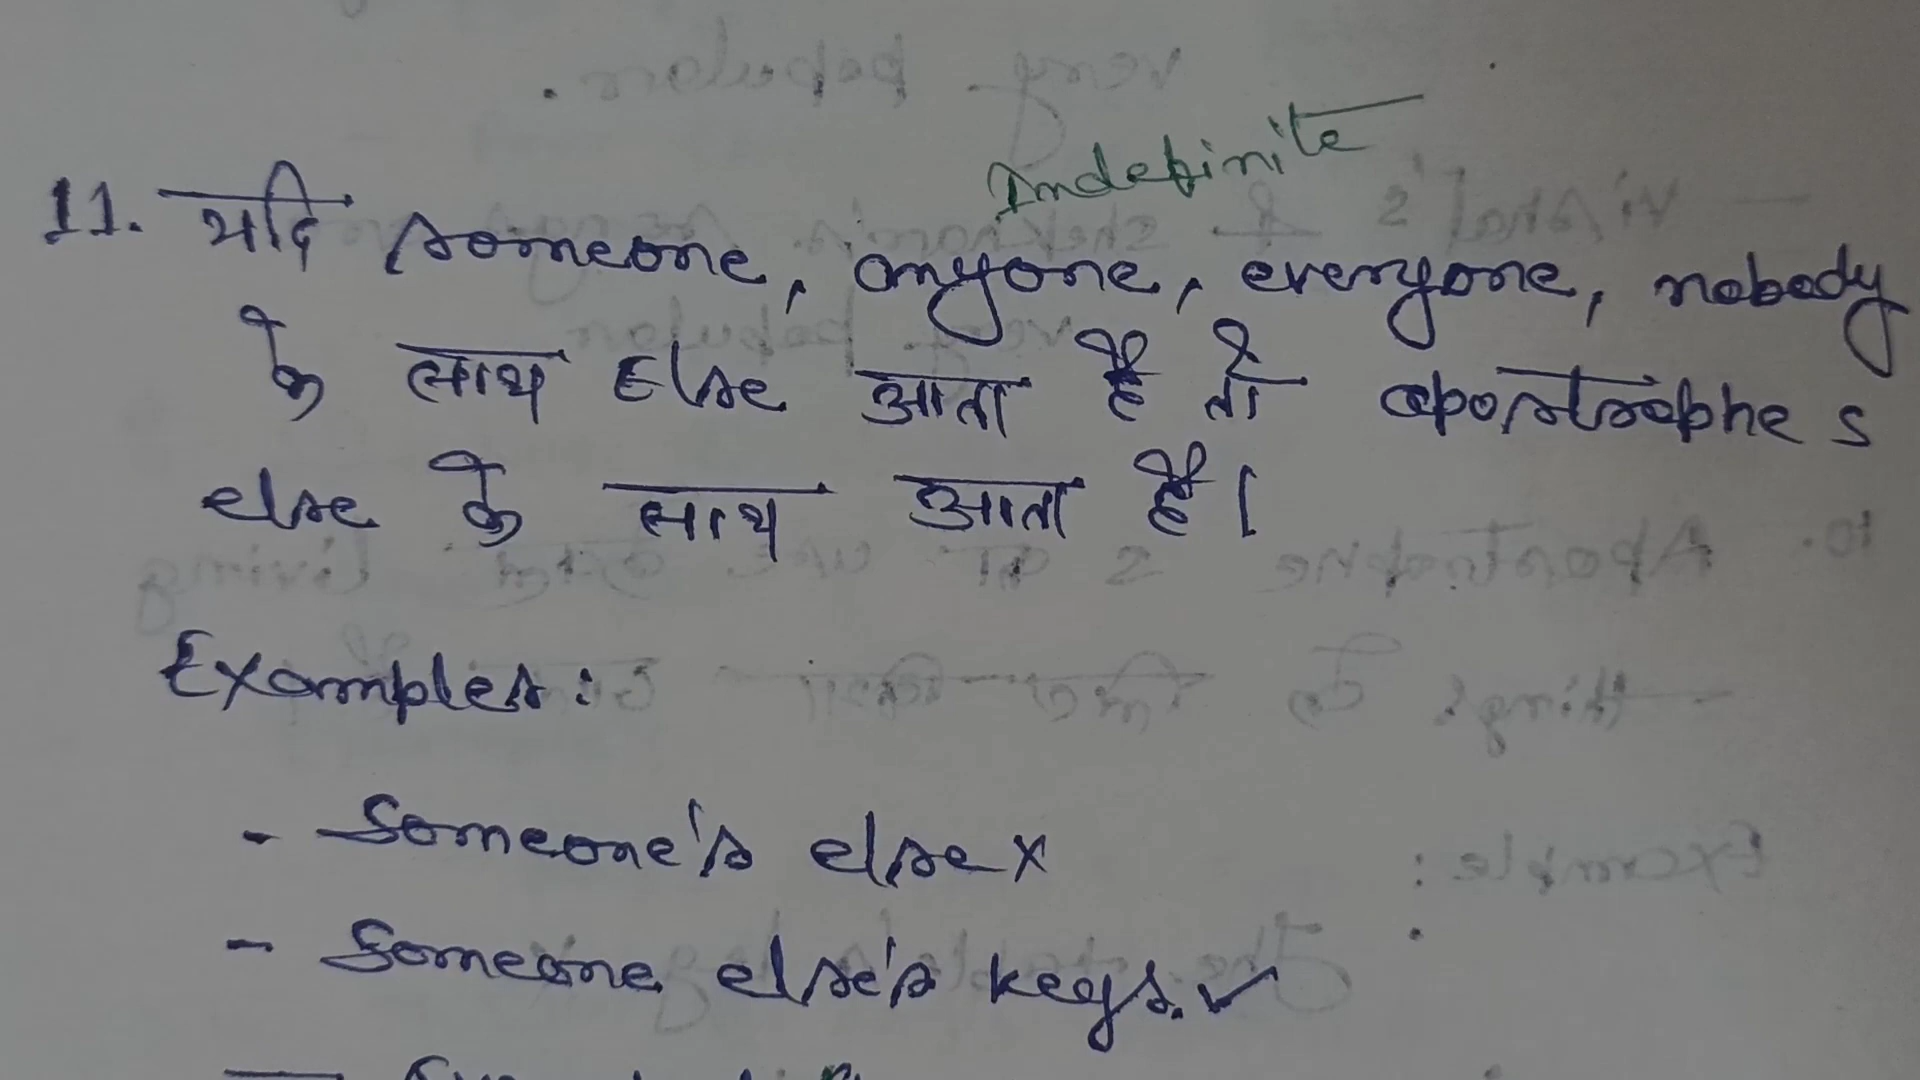 Indefinite
11. यदि someone, anyone, everyone, nobody
के साथ Else आता है तो apostrophe s
else के साथ आता है।
Examples:
- Someone's else ×
- Someone else's keys. ✓